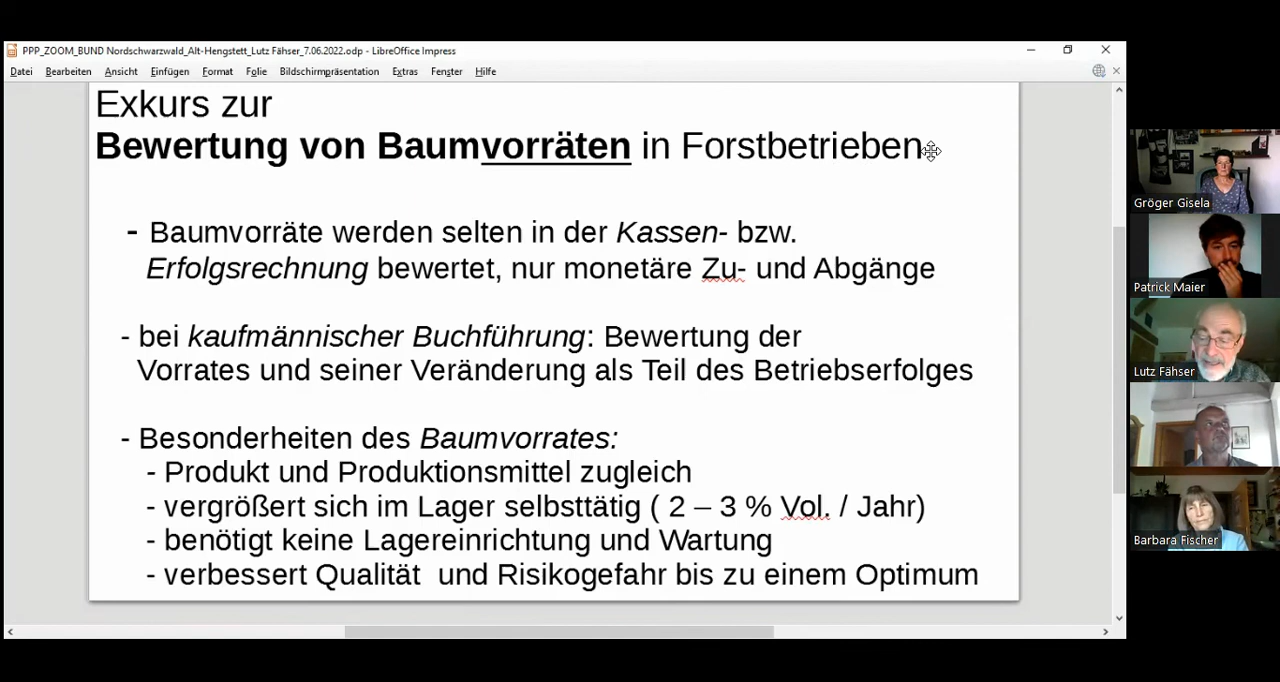 PPP_ZOOM_BUND Nordschwarzwald_Alt-Hengstett_Lutz Fähser_7.06.2022.odp - LibreOffice Impress
Datei Bearbeiten Ansicht Einfügen Format Folie Bildschirmpräsentation Extras Fenster Hilfe
Exkurs zur
Bewertung von Baumvorräten in Forstbetrieben
- Baumvorräte werden selten in der Kassen- bzw.
Erfolgsrechnung bewertet, nur monetäre Zu- und Abgänge
- bei kaufmännischer Buchführung: Bewertung der
Vorrates und seiner Veränderung als Teil des Betriebserfolges
- Besonderheiten des Baumvorrates:
- Produkt und Produktionsmittel zugleich
- vergrößert sich im Lager selbsttätig ( 2 – 3 % Vol. / Jahr)
- benötigt keine Lagereinrichtung und Wartung
- verbessert Qualität  und Risikogefahr bis zu einem Optimum
Gröger Gisela
Patrick Maier
Lutz Fähser
Barbara Fischer